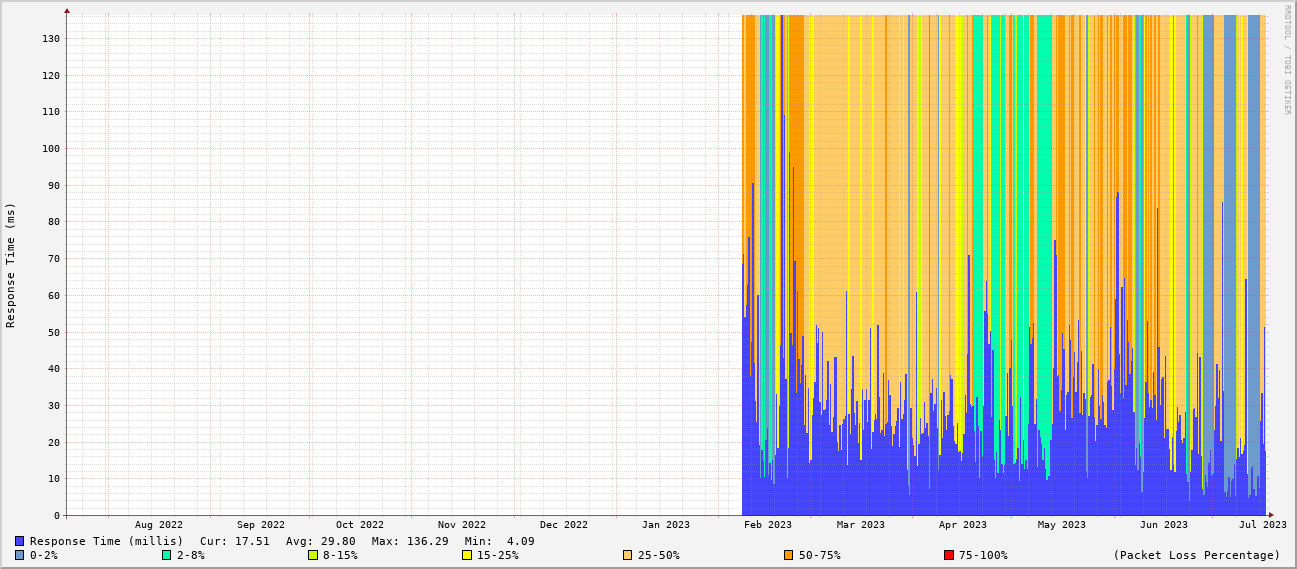 RRDTOOL / TOBI OETIKER
Response Time (ms)
130
120
110
100
90
80
70
60
50
40
30
20
10
0
Aug 2022 Sep 2022 Oct 2022 Nov 2022 Dec 2022 Jan 2023 Feb 2023 Mar 2023 Apr 2023 May 2023 Jun 2023 Jul 2023
Response Time (millis) Cur: 17.51 Avg: 29.80 Max: 136.29 Min: 4.09
0-2% 2-8% 8-15% 15-25% 25-50% 50-75% 75-100% (Packet Loss Percentage)